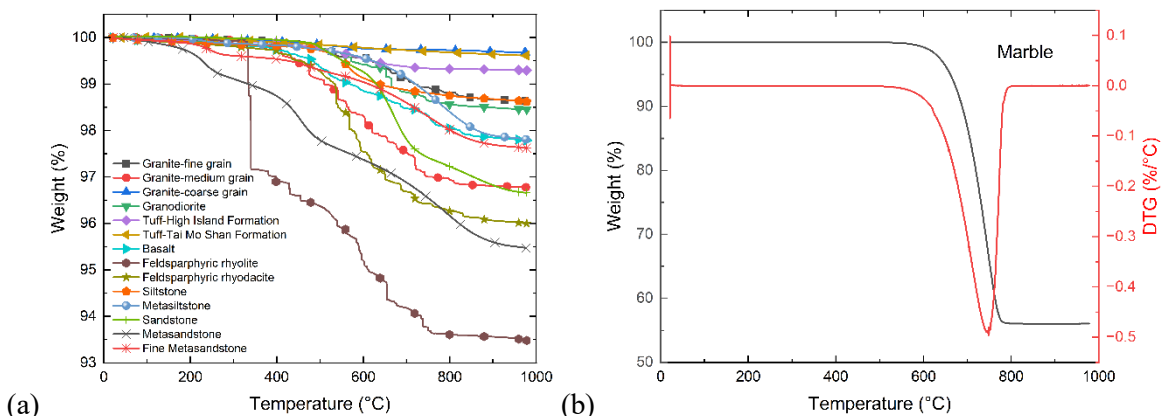 100
99
98
97
96
95
94
93
Weight (%)
Granite-fine grain
Granite-medium grain
Granite-coarse grain
Granodiorite
Tuff-High Island Formation
Tuff-Tai Mo Shan Formation
Basalt
Feldsparphyric rhyolite
Feldsparphyric rhyodacite
Siltstone
Metasiltstone
Sandstone
Metasandstone
Fine Metasandstone
0 200 400 600 800 1000
Temperature (°C)
(a)
100
90
80
70
60
50
Weight (%)
Marble
0.1
0.0
−0.1
−0.2
−0.3
−0.4
−0.5
DTG (%/°C)
0 200 400 600 800 1000
Temperature (°C)
(b)